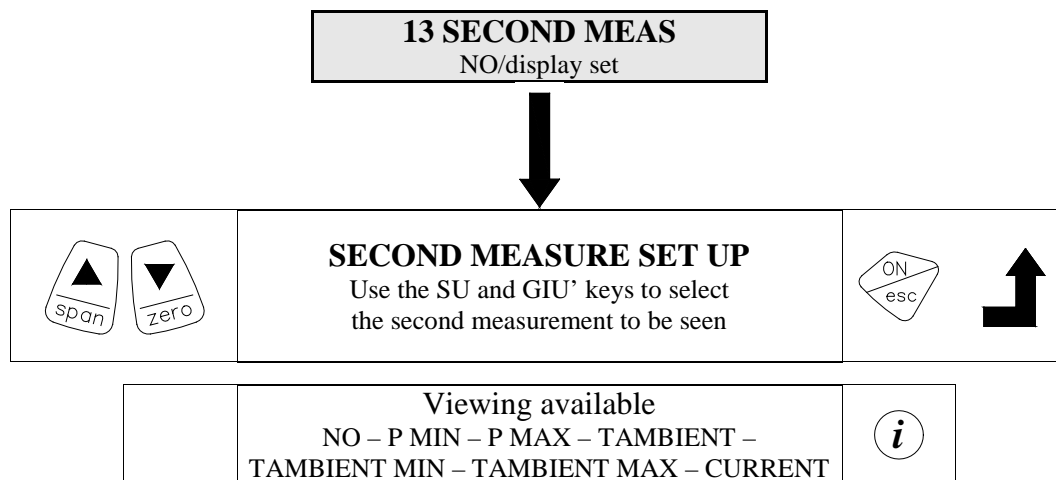 13 SECOND MEAS
NO/display set
span
zero
SECOND MEASURE SET UP
Use the SU and GIU’ keys to select
the second measurement to be seen
ON
esc
Viewing available
NO – P MIN – P MAX – TAMBIENT –
TAMBIENT MIN – TAMBIENT MAX – CURRENT
i